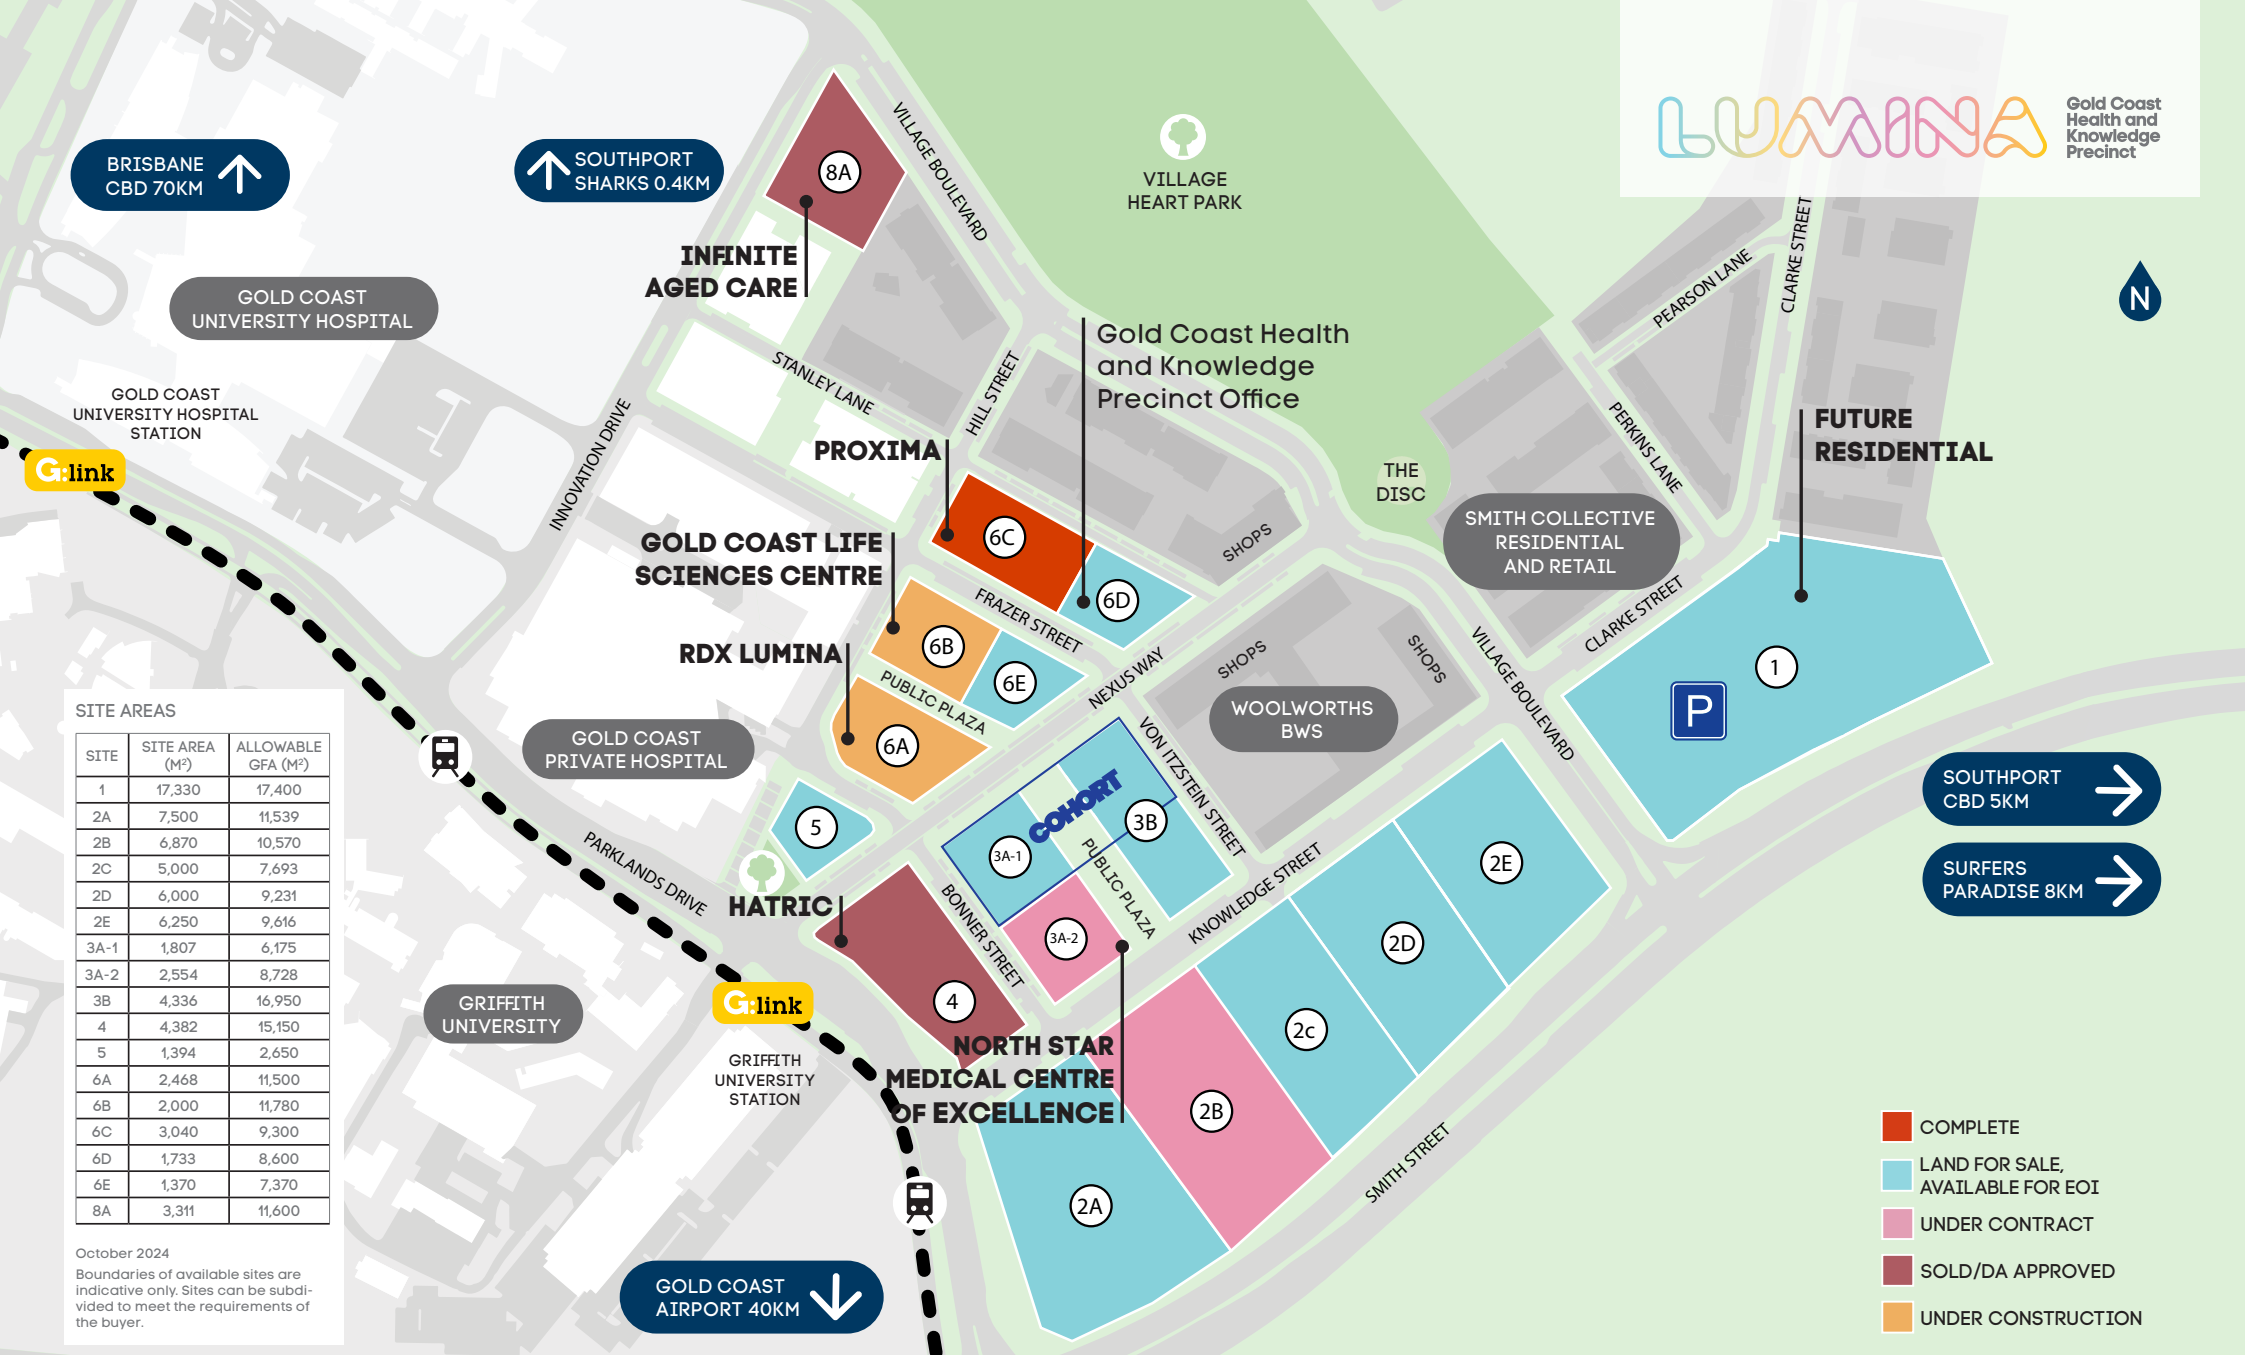 LUMINA
Gold Coast
Health and
Knowledge
Precinct
BRISBANE
CBD 70KM
SOUTHPORT
SHARKS 0.4KM
8A
VILLAGE BOULEVARD
VILLAGE
HEART PARK
CLARKE STREET
PEARSON LANE
N
INFINITE
AGED CARE
GOLD COAST
UNIVERSITY HOSPITAL
Gold Coast Health
and Knowledge
Precinct Office
STANLEY LANE
HILL STREET
GOLD COAST
UNIVERSITY HOSPITAL
STATION
G:link
INNOVATION DRIVE
PROXIMA
PERKINS LANE
FUTURE
RESIDENTIAL
THE
DISC
SMITH COLLECTIVE
RESIDENTIAL
AND RETAIL
6C
SHOPS
GOLD COAST LIFE
SCIENCES CENTRE
6D
FRAZER STREET
CLARKE STREET
RDX LUMINA
6B
6E
PUBLIC PLAZA
NEXUS WAY
SHOPS
SHOPS
VILLAGE BOULEVARD
1
P
WOOLWORTHS
BWS
GOLD COAST
PRIVATE HOSPITAL
6A
VON ITZSTEIN STREET
COHORT
3B
3A-1
PUBLIC PLAZA
5
PARKLANDS DRIVE
SOUTHPORT
CBD 5KM
SURFERS
PARADISE 8KM
2E
KNOWLEDGE STREET
HATRIC
BONNER STREET
3A-2
2D
4
2c
GRIFFITH
UNIVERSITY
G:link
GRIFFITH
UNIVERSITY
STATION
NORTH STAR
MEDICAL CENTRE
OF EXCELLENCE
2B
2A
SMITH STREET
GOLD COAST
AIRPORT 40KM
SITE AREAS
SITE SITE AREA (M²) ALLOWABLE GFA (M²)
1 17,330 17,400
2A 7,500 11,539
2B 6,870 10,570
2C 5,000 7,693
2D 6,000 9,231
2E 6,250 9,616
3A-1 1,807 6,175
3A-2 2,554 8,728
3B 4,336 16,950
4 4,382 15,150
5 1,394 2,650
6A 2,468 11,500
6B 2,000 11,780
6C 3,040 9,300
6D 1,733 8,600
6E 1,370 7,370
8A 3,311 11,600
October 2024
Boundaries of available sites are
indicative only. Sites can be subdi-
vided to meet the requirements of
the buyer.
COMPLETE
LAND FOR SALE,
AVAILABLE FOR EOI
UNDER CONTRACT
SOLD/DA APPROVED
UNDER CONSTRUCTION